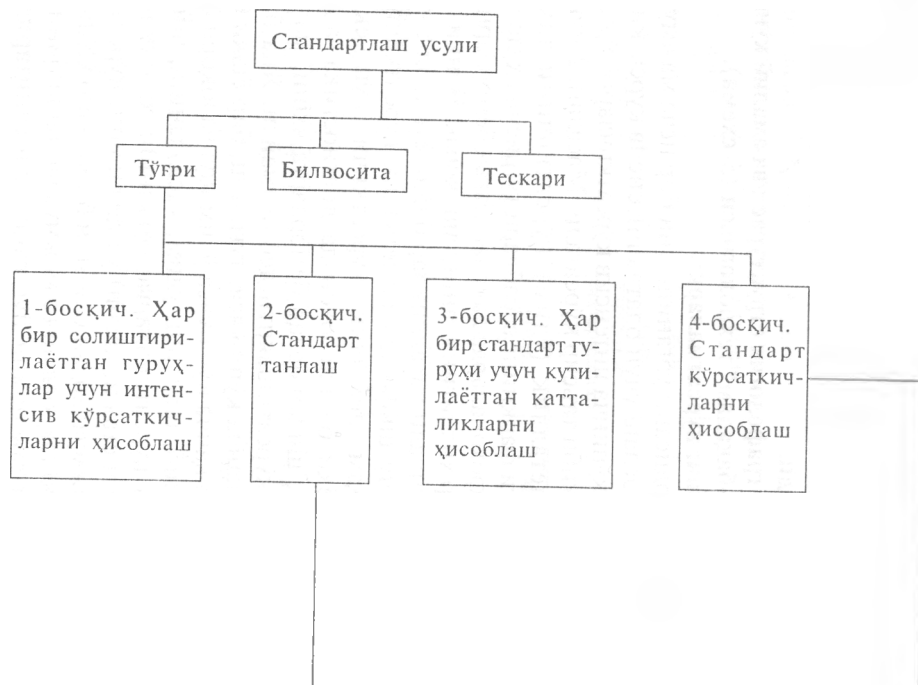 Стандартлаш усули
Тўғри
Билвосита
Тескари
1-босқич. Ҳар
бир солиштири-
лаётган гуруҳ-
лар учун интен-
сив кўрсаткич-
ларни ҳисоблаш
2-босқич.
Стандарт
танлаш
3-босқич. Ҳар
бир стандарт гу-
руҳи учун кути-
лаётган катта-
ликларни
ҳисоблаш
4-босқич.
Стандарт
кўрсаткич-
ларни
ҳисоблаш